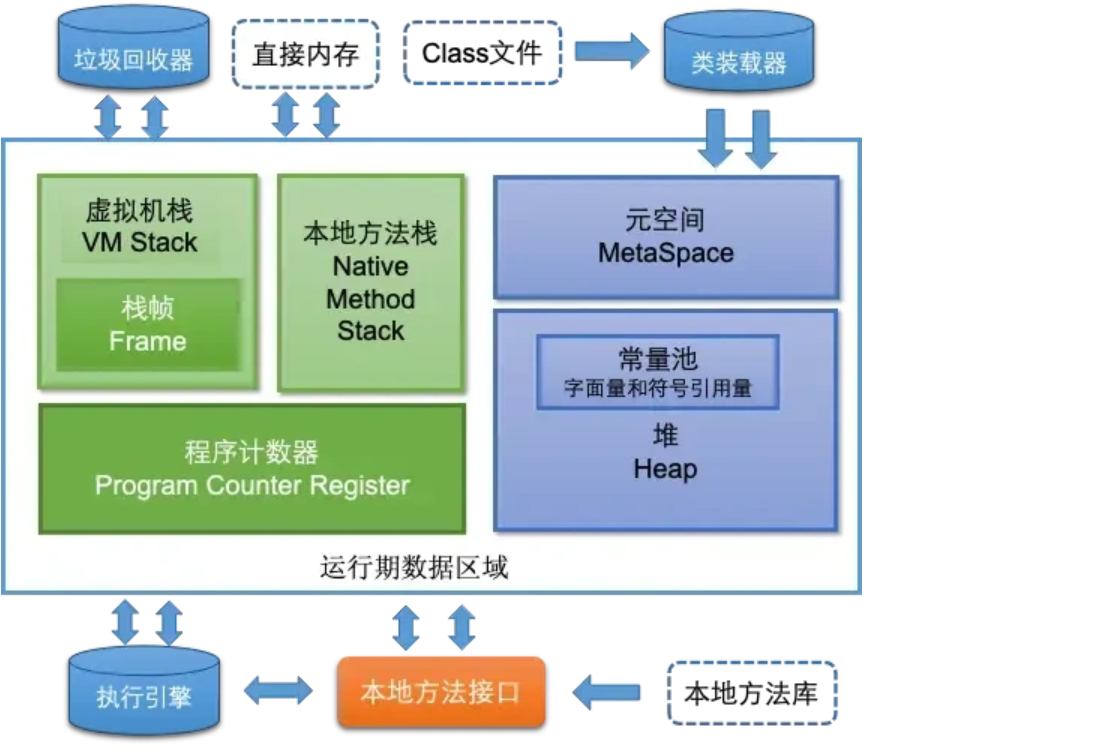 垃圾回收器
直接内存
Class文件
类装载器
虚拟机栈
VM Stack
栈帧
Frame
本地方法栈
Native
Method
Stack
元空间
MetaSpace
常量池
字面量和符号引用量
堆
Heap
程序计数器
Program Counter Register
运行期数据区域
执行引擎
本地方法接口
本地方法库